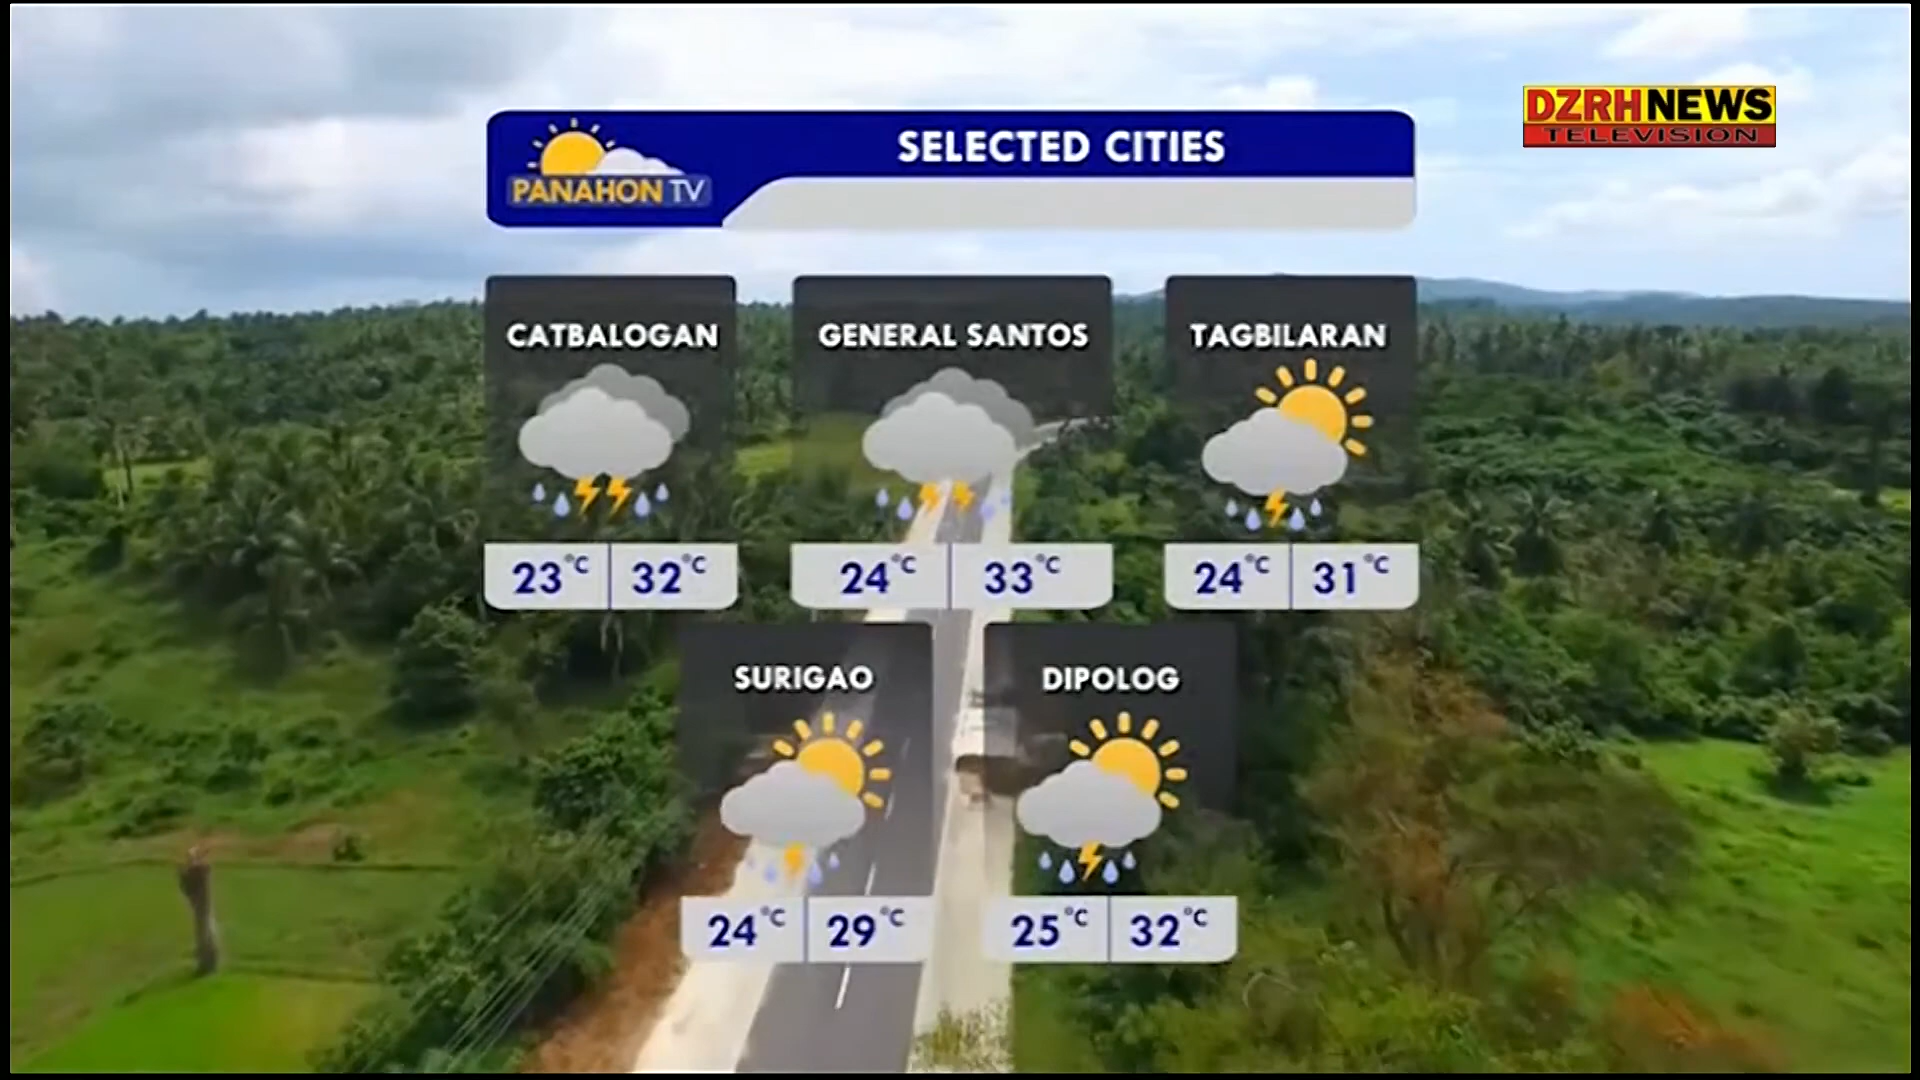 DZRH NEWS
TELEVISION
SELECTED CITIES
PANAHON TV
CATBALOGAN
23°C 32°C
GENERAL SANTOS
24°C 33°C
TAGBILARAN
24°C 31°C
SURIGAO
24°C 29°C
DIPOLOG
25°C 32°C